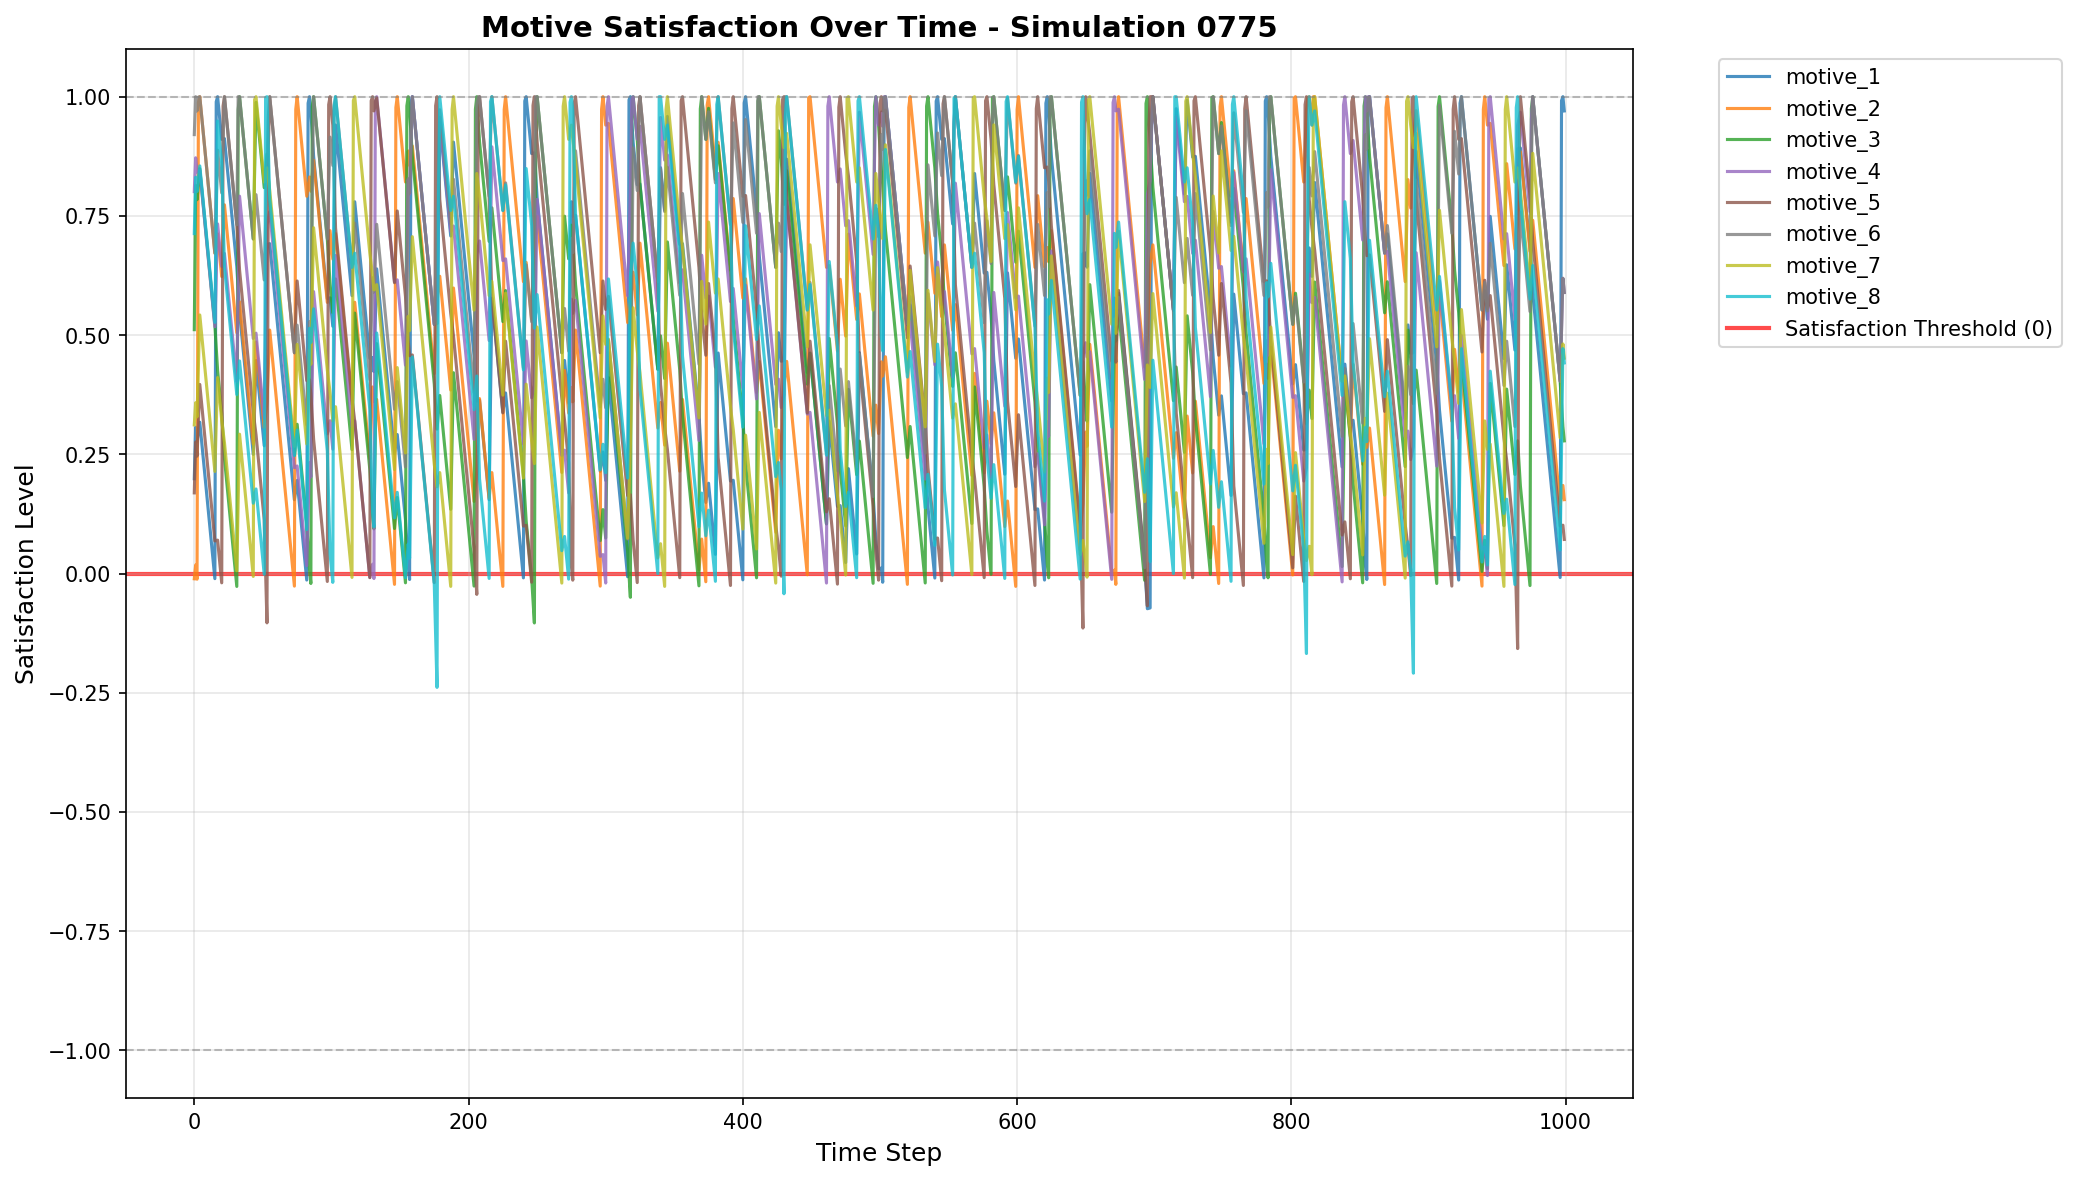 Motive Satisfaction Over Time - Simulation 0775
motive_1
motive_2
motive_3
motive_4
motive_5
motive_6
motive_7
motive_8
Satisfaction Threshold (0)
Satisfaction Level
1.00
0.75
0.50
0.25
0.00
−0.25
−0.50
−0.75
−1.00
0 200 400 600 800 1000
Time Step